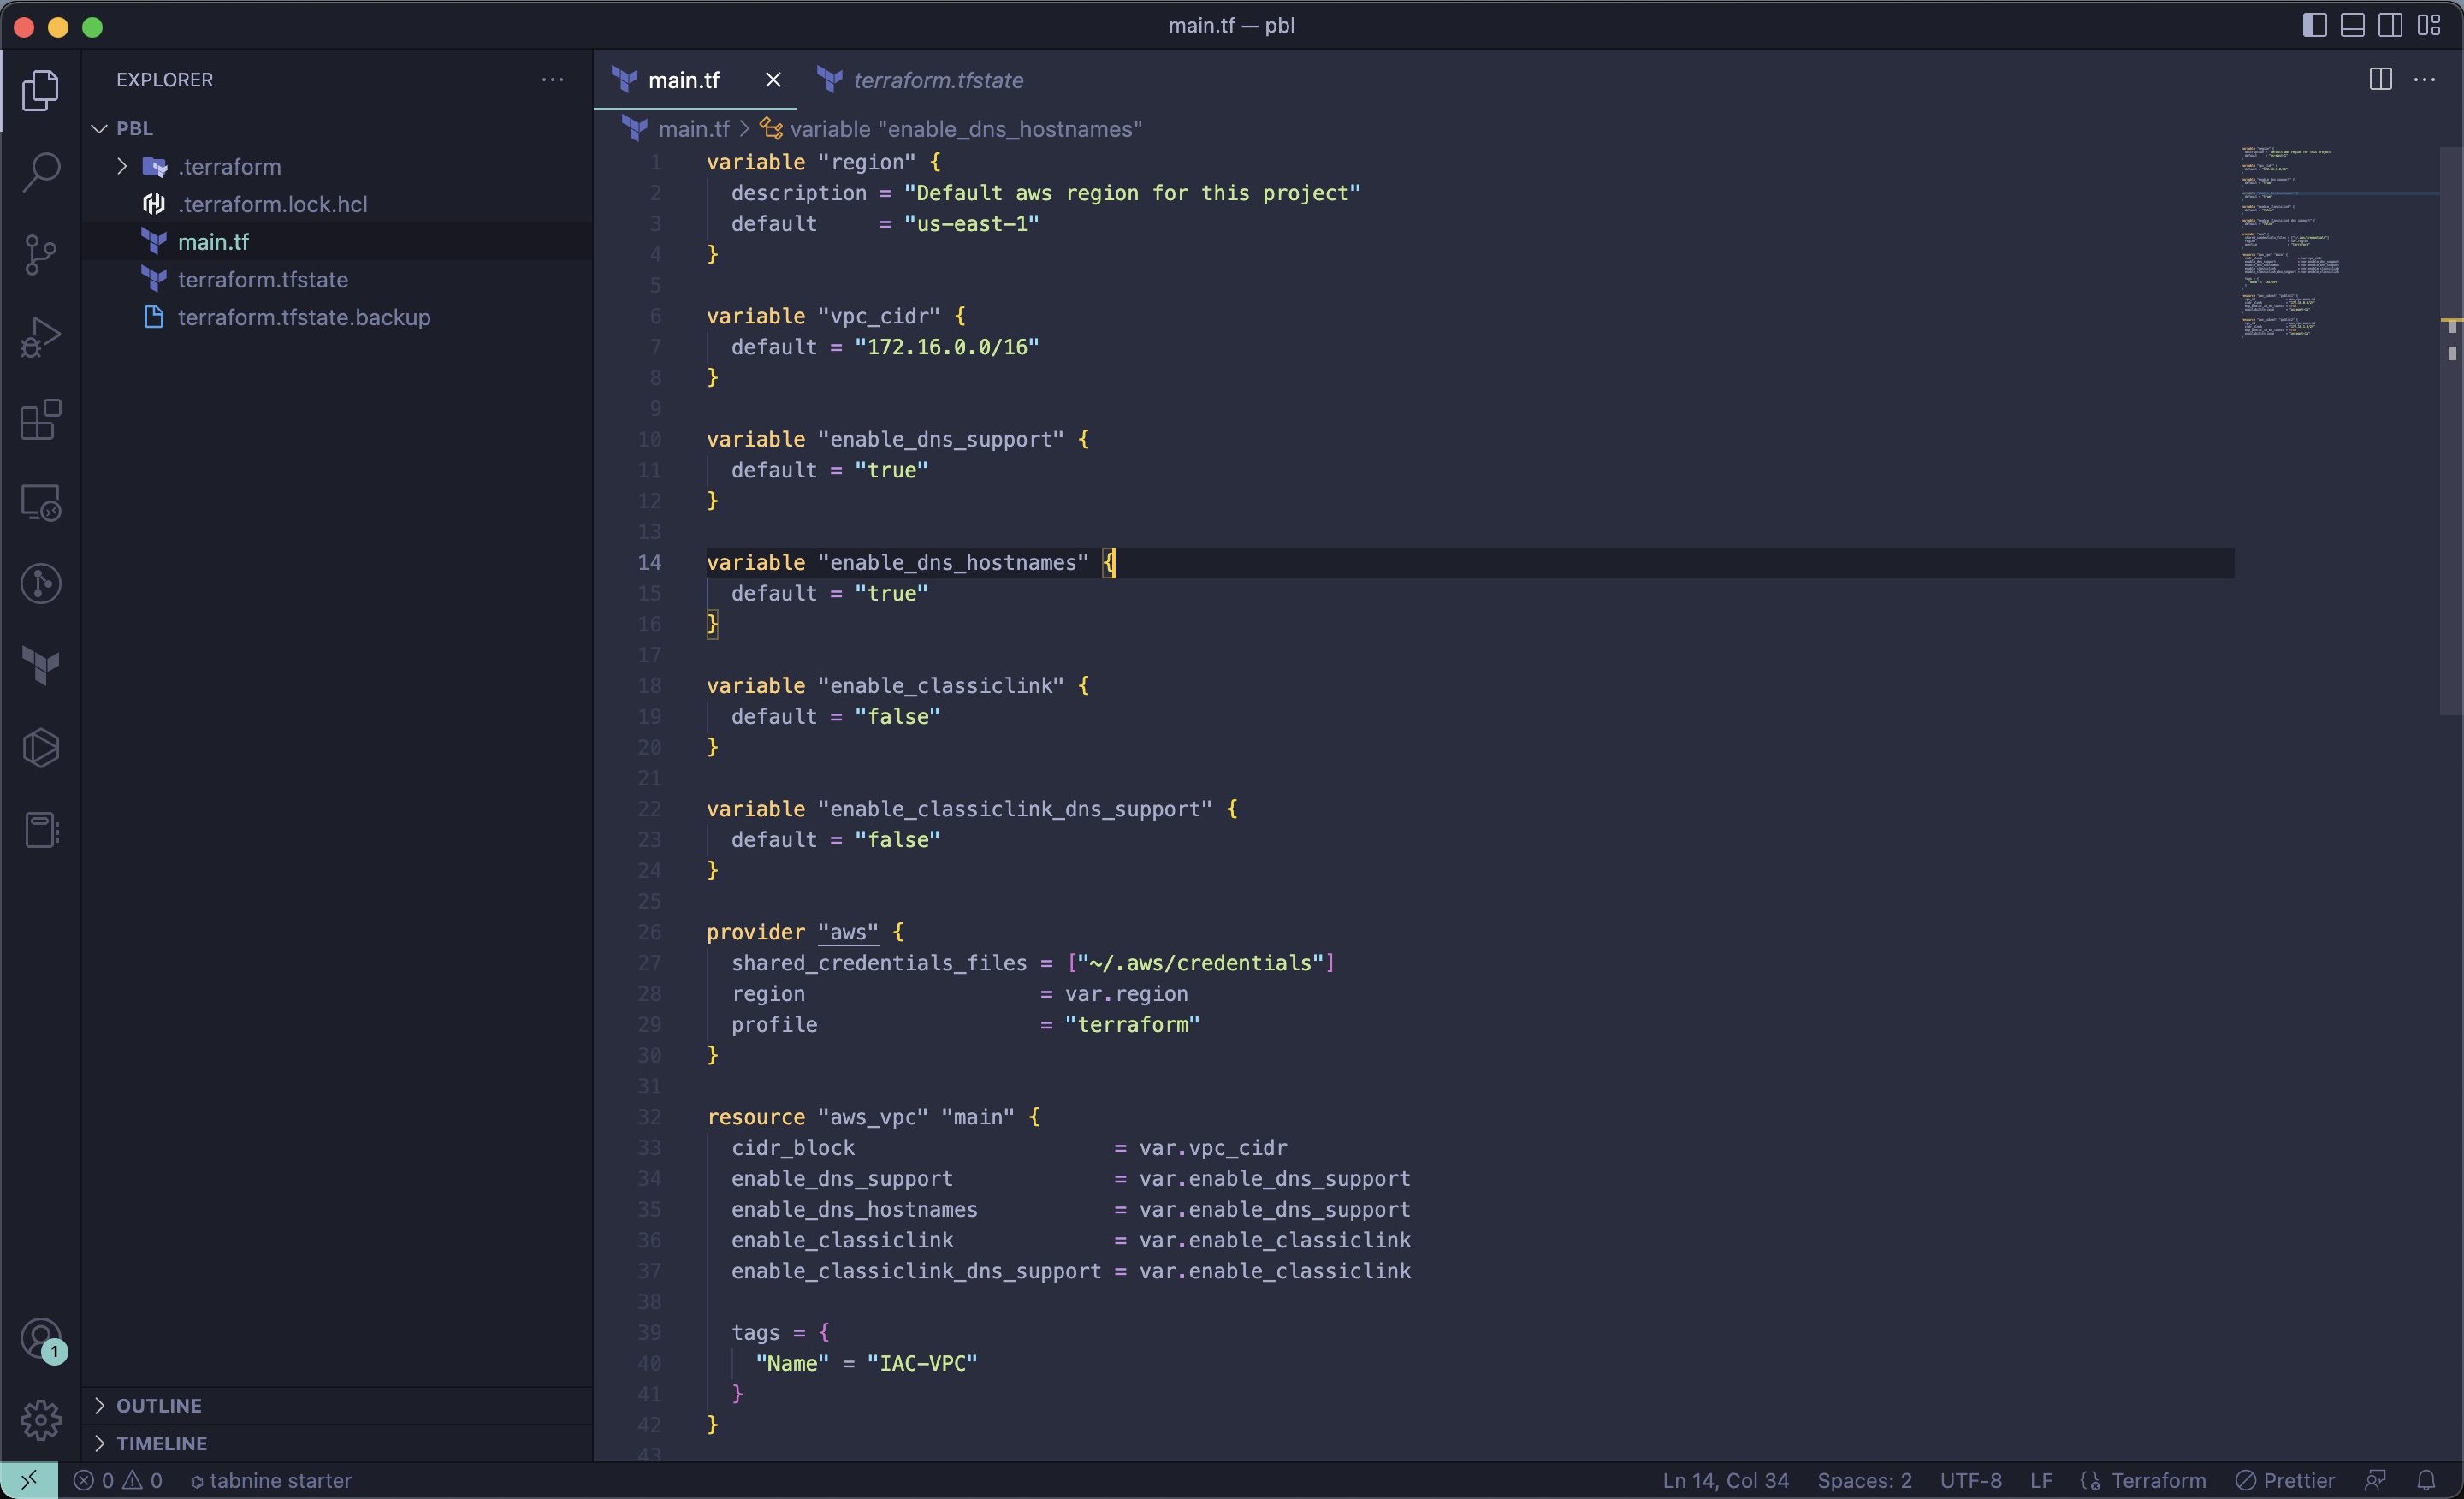 main.tf — pbl
EXPLORER
PBL
.terraform
.terraform.lock.hcl
main.tf
terraform.tfstate
terraform.tfstate.backup
OUTLINE
TIMELINE
main.tf
terraform.tfstate
main.tf > variable "enable_dns_hostnames"
1 variable "region" {
2 description = "Default aws region for this project"
3 default = "us-east-1"
4 }
5
6 variable "vpc_cidr" {
7 default = "172.16.0.0/16"
8 }
9
10 variable "enable_dns_support" {
11 default = "true"
12 }
13
14 variable "enable_dns_hostnames" {
15 default = "true"
16 }
17
18 variable "enable_classiclink" {
19 default = "false"
20 }
21
22 variable "enable_classiclink_dns_support" {
23 default = "false"
24 }
25
26 provider "aws" {
27 shared_credentials_files = ["~/.aws/credentials"]
28 region = var.region
29 profile = "terraform"
30 }
31
32 resource "aws_vpc" "main" {
33 cidr_block = var.vpc_cidr
34 enable_dns_support = var.enable_dns_support
35 enable_dns_hostnames = var.enable_dns_support
36 enable_classiclink = var.enable_classiclink
37 enable_classiclink_dns_support = var.enable_classiclink
38
39 tags = {
40 "Name" = "IAC-VPC"
41 }
42 }
43
1
0 0 tabnine starter
Ln 14, Col 34 Spaces: 2 UTF-8 LF Terraform Prettier